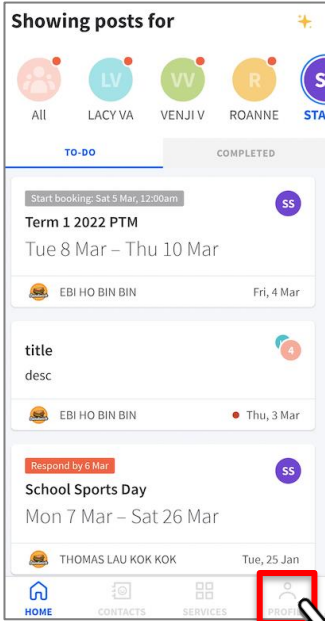 Showing posts for
LV
VV
R
S
All
LACY VA
VENJI V
ROANNE
STA
TO-DO
COMPLETED
Start booking: Sat 5 Mar, 12:00am
SS
Term 1 2022 PTM
Tue 8 Mar – Thu 10 Mar
EBI HO BIN BIN
Fri, 4 Mar
title
4
desc
EBI HO BIN BIN
Thu, 3 Mar
Respond by 6 Mar
SS
School Sports Day
Mon 7 Mar – Sat 26 Mar
THOMAS LAU KOK KOK
Tue, 25 Jan
HOME
CONTACTS
SERVICES